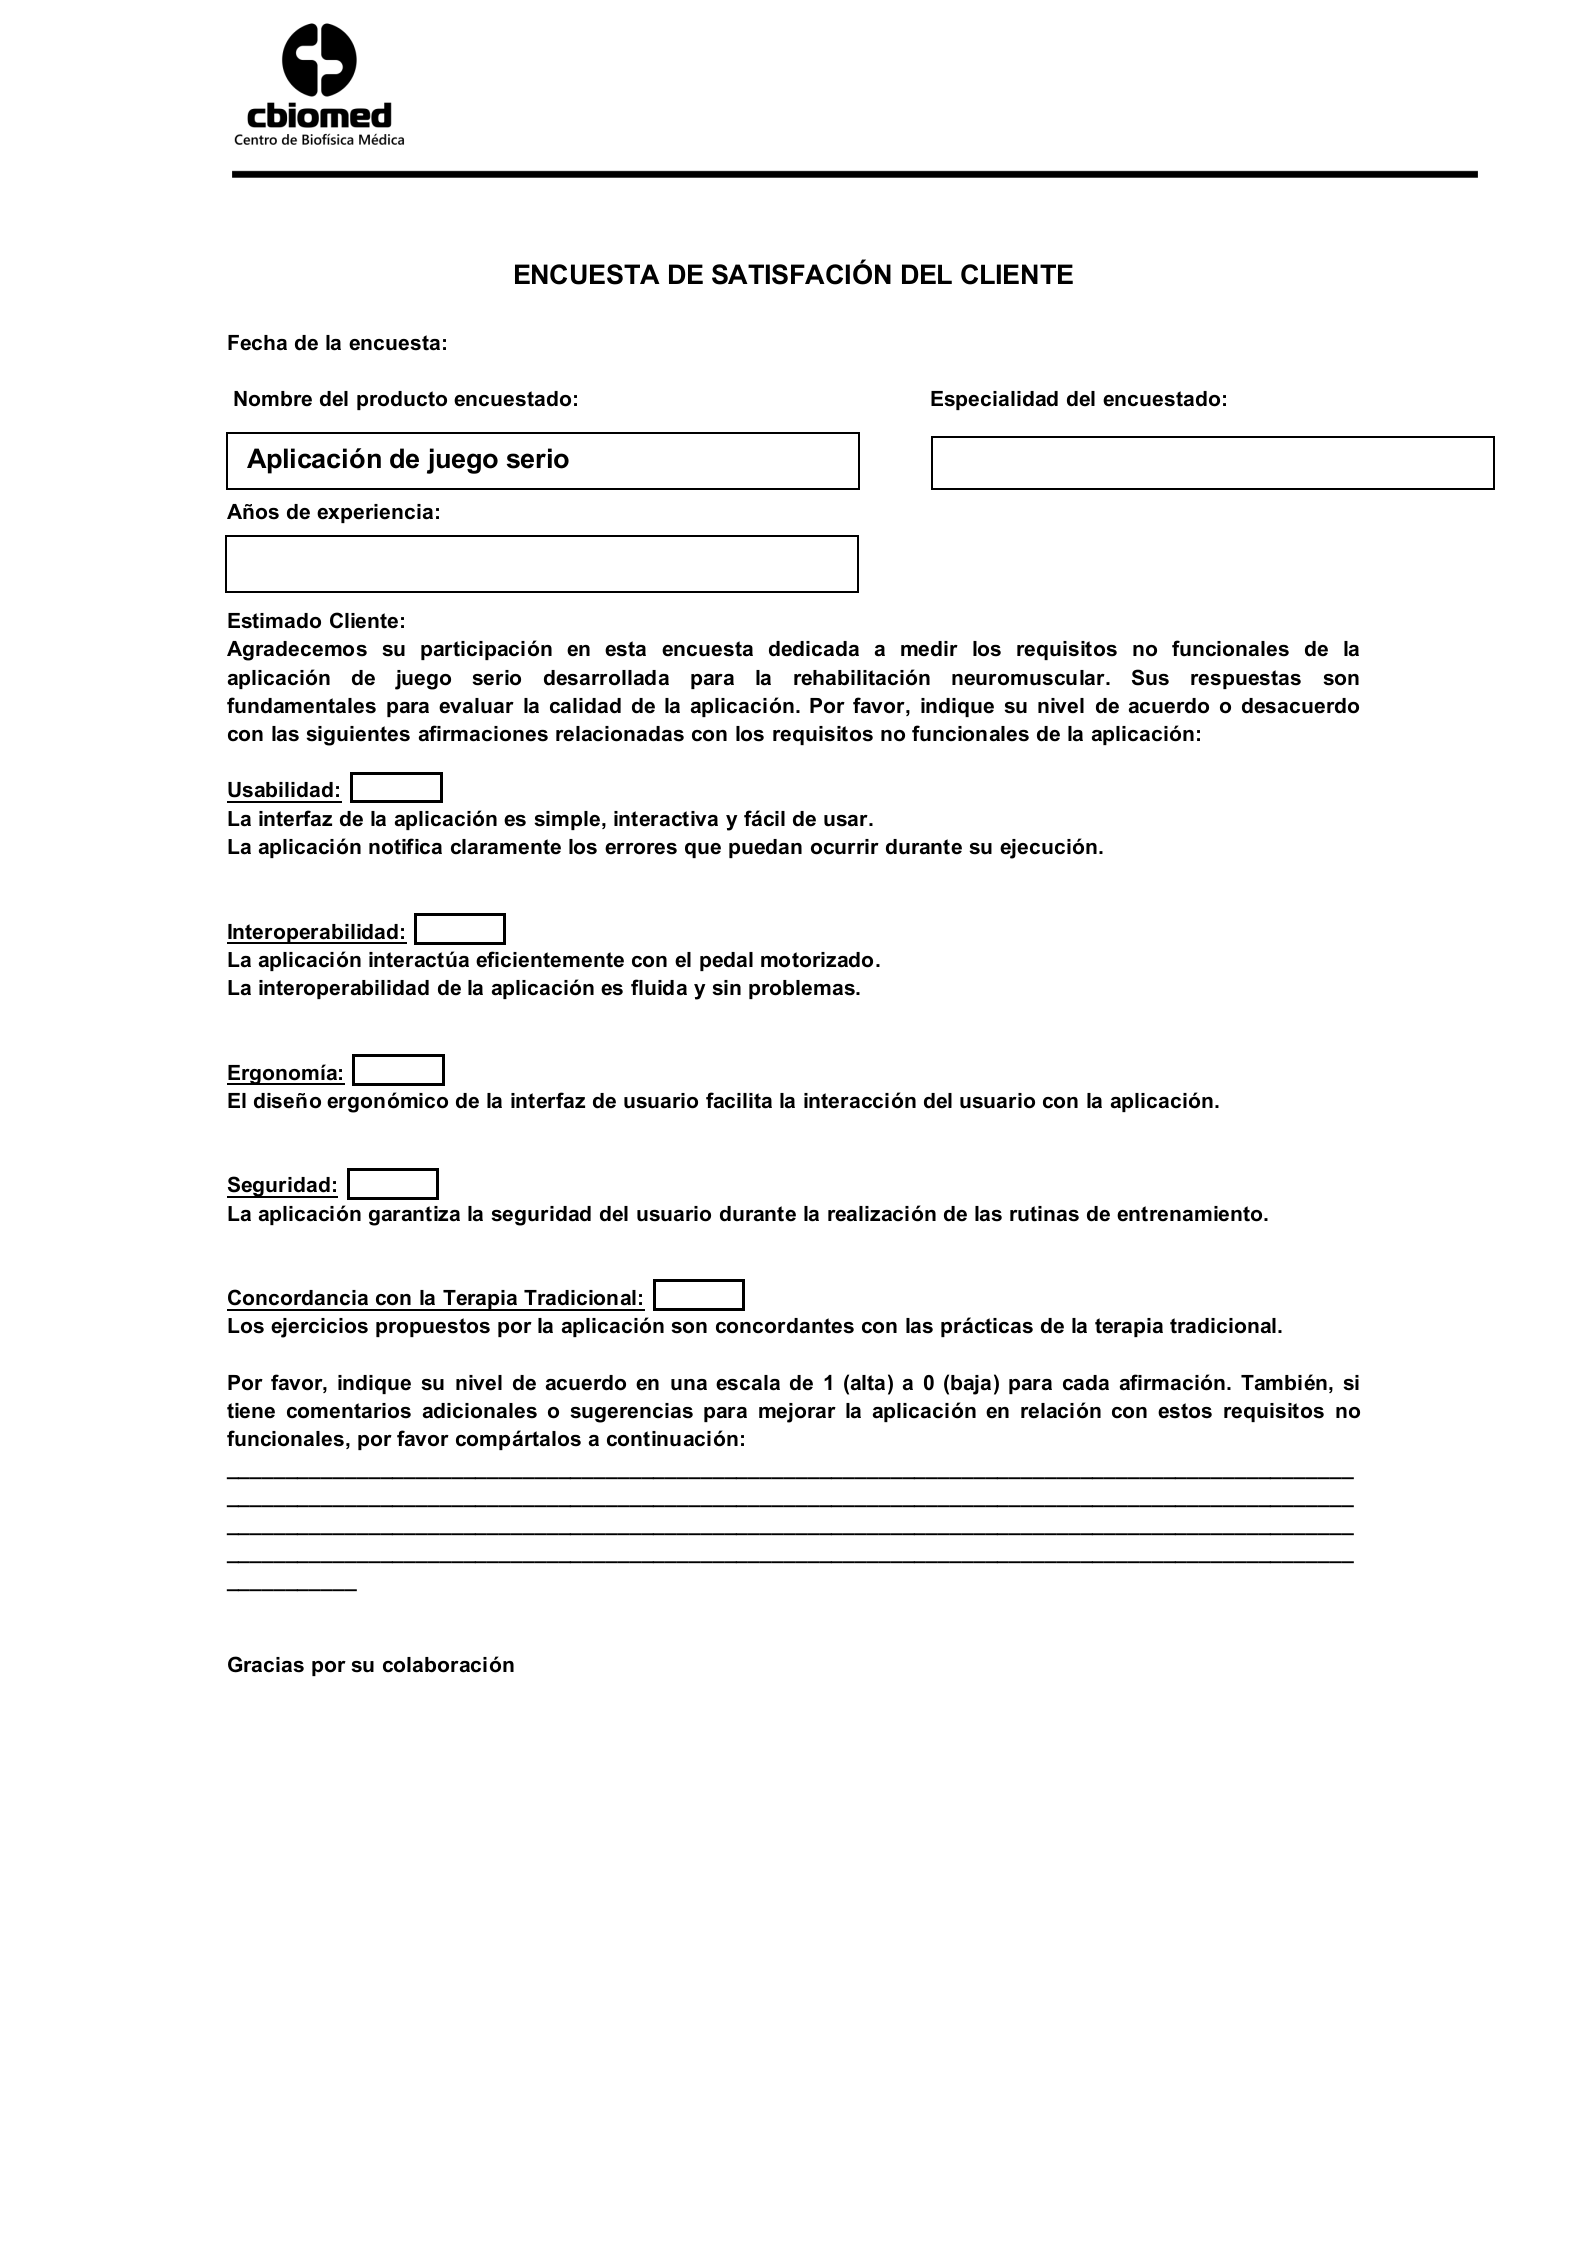 cbiomed
Centro de Biofísica Médica
ENCUESTA DE SATISFACIÓN DEL CLIENTE
Fecha de la encuesta:
Nombre del producto encuestado:
Especialidad del encuestado:
Aplicación de juego serio
Años de experiencia:
Estimado Cliente:
Agradecemos su participación en esta encuesta dedicada a medir los requisitos no funcionales de la
aplicación de juego serio desarrollada para la rehabilitación neuromuscular. Sus respuestas son
fundamentales para evaluar la calidad de la aplicación. Por favor, indique su nivel de acuerdo o desacuerdo
con las siguientes afirmaciones relacionadas con los requisitos no funcionales de la aplicación:
Usabilidad:
La interfaz de la aplicación es simple, interactiva y fácil de usar.
La aplicación notifica claramente los errores que puedan ocurrir durante su ejecución.
Interoperabilidad:
La aplicación interactúa eficientemente con el pedal motorizado.
La interoperabilidad de la aplicación es fluida y sin problemas.
Ergonomía:
El diseño ergonómico de la interfaz de usuario facilita la interacción del usuario con la aplicación.
Seguridad:
La aplicación garantiza la seguridad del usuario durante la realización de las rutinas de entrenamiento.
Concordancia con la Terapia Tradicional:
Los ejercicios propuestos por la aplicación son concordantes con las prácticas de la terapia tradicional.
Por favor, indique su nivel de acuerdo en una escala de 1 (alta) a 0 (baja) para cada afirmación. También, si
tiene comentarios adicionales o sugerencias para mejorar la aplicación en relación con estos requisitos no
funcionales, por favor compártalos a continuación:
Gracias por su colaboración